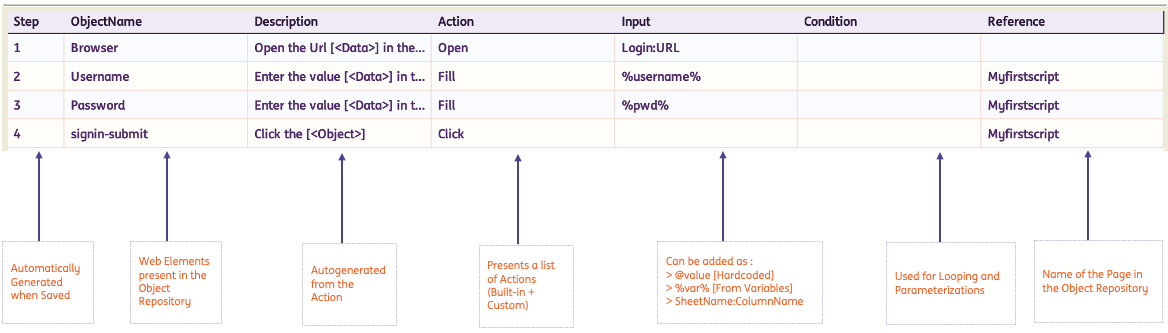 Step ObjectName Description Action Input Condition Reference
1 Browser Open the Url [<Data>] in the... Open Login:URL
2 Username Enter the value [<Data>] in t... Fill %username% Myfirstscript
3 Password Enter the value [<Data>] in t... Fill %pwd% Myfirstscript
4 signin-submit Click the [<Object>] Click Myfirstscript
Automatically
Generated
when Saved
Web Elements
present in the
Object
Repository
Autogenerated
from the
Action
Presents a list
of Actions
(Built-in +
Custom)
Can be added as :
> @value [Hardcoded]
> %var% [From Variables]
> SheetName:ColumnName
Used for Looping and
Parameterizations
Name of the Page in
the Object Repository